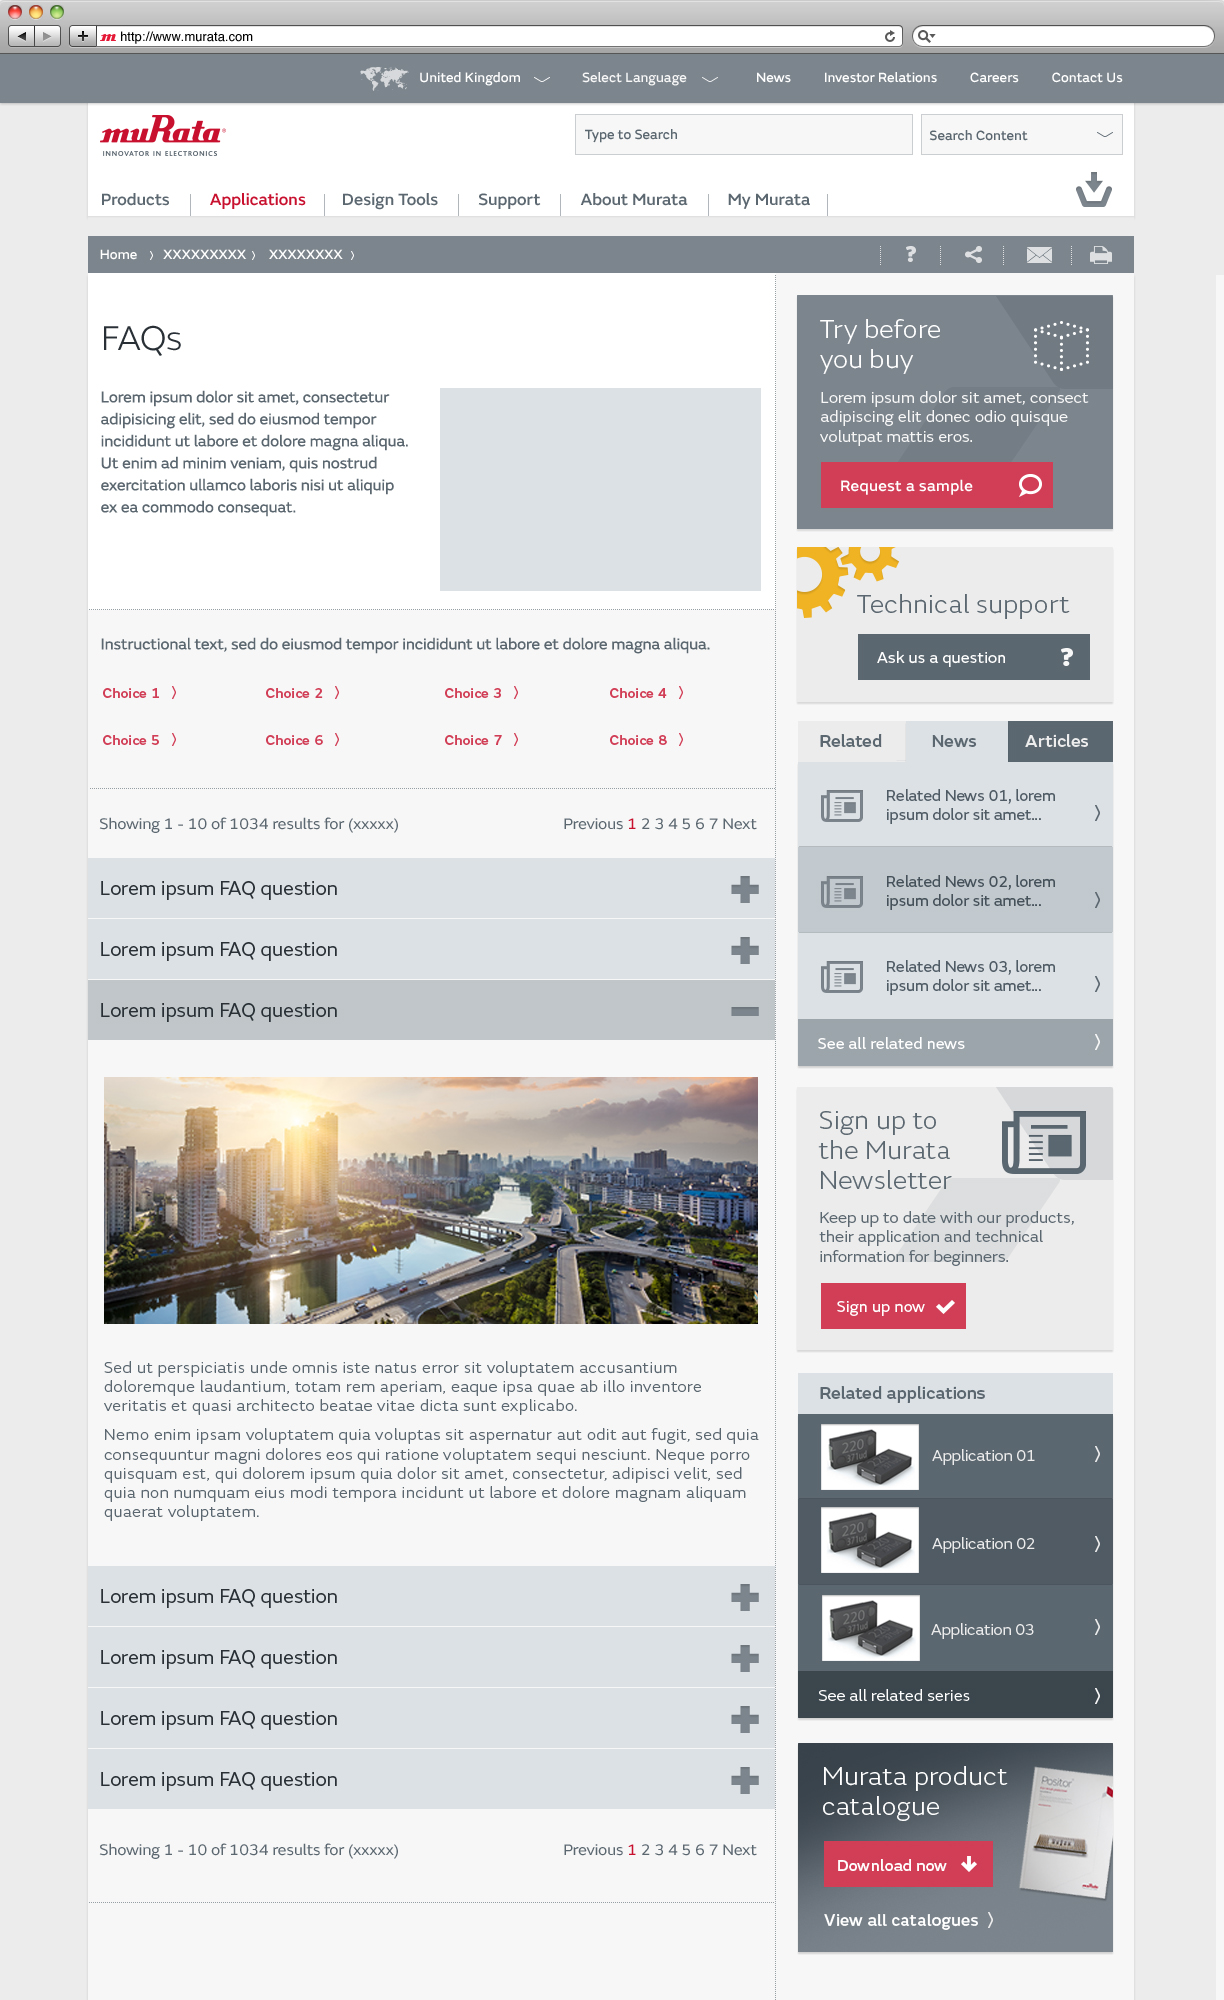 http://www.murata.com
United Kingdom
Select Language
News
Investor Relations
Careers
Contact Us
muRata
INNOVATOR IN ELECTRONICS
Type to Search
Search Content
Products
Applications
Design Tools
Support
About Murata
My Murata
Home 〉 XXXXXXXXX 〉 XXXXXXXX 〉
?
FAQs
Lorem ipsum dolor sit amet, consectetur
adipisicing elit, sed do eiusmod tempor
incididunt ut labore et dolore magna aliqua.
Ut enim ad minim veniam, quis nostrud
exercitation ullamco laboris nisi ut aliquip
ex ea commodo consequat.
Instructional text, sed do eiusmod tempor incididunt ut labore et dolore magna aliqua.
Choice 1 〉
Choice 2 〉
Choice 3 〉
Choice 4 〉
Choice 5 〉
Choice 6 〉
Choice 7 〉
Choice 8 〉
Showing 1 - 10 of 1034 results for (xxxxx)
Previous 1 2 3 4 5 6 7 Next
Lorem ipsum FAQ question
Lorem ipsum FAQ question
Lorem ipsum FAQ question
Sed ut perspiciatis unde omnis iste natus error sit voluptatem accusantium
doloremque laudantium, totam rem aperiam, eaque ipsa quae ab illo inventore
veritatis et quasi architecto beatae vitae dicta sunt explicabo.
Nemo enim ipsam voluptatem quia voluptas sit aspernatur aut odit aut fugit, sed quia
consequuntur magni dolores eos qui ratione voluptatem sequi nesciunt. Neque porro
quisquam est, qui dolorem ipsum quia dolor sit amet, consectetur, adipisci velit, sed
quia non numquam eius modi tempora incidunt ut labore et dolore magnam aliquam
quaerat voluptatem.
Lorem ipsum FAQ question
Lorem ipsum FAQ question
Lorem ipsum FAQ question
Lorem ipsum FAQ question
Showing 1 - 10 of 1034 results for (xxxxx)
Previous 1 2 3 4 5 6 7 Next
Try before
you buy
Lorem ipsum dolor sit amet, consect
adipiscing elit donec odio quisque
volutpat mattis eros.
Request a sample
Technical support
Ask us a question ?
Related
News
Articles
Related News 01, lorem
ipsum dolor sit amet...
Related News 02, lorem
ipsum dolor sit amet...
Related News 03, lorem
ipsum dolor sit amet...
See all related news
Sign up to
the Murata
Newsletter
Keep up to date with our products,
their application and technical
information for beginners.
Sign up now
Related applications
220
371ud
220
Application 01
220
371ud
220
Application 02
220
371ud
220
Application 03
See all related series
Murata product
catalogue
Positor
muRata
Download now
View all catalogues 〉